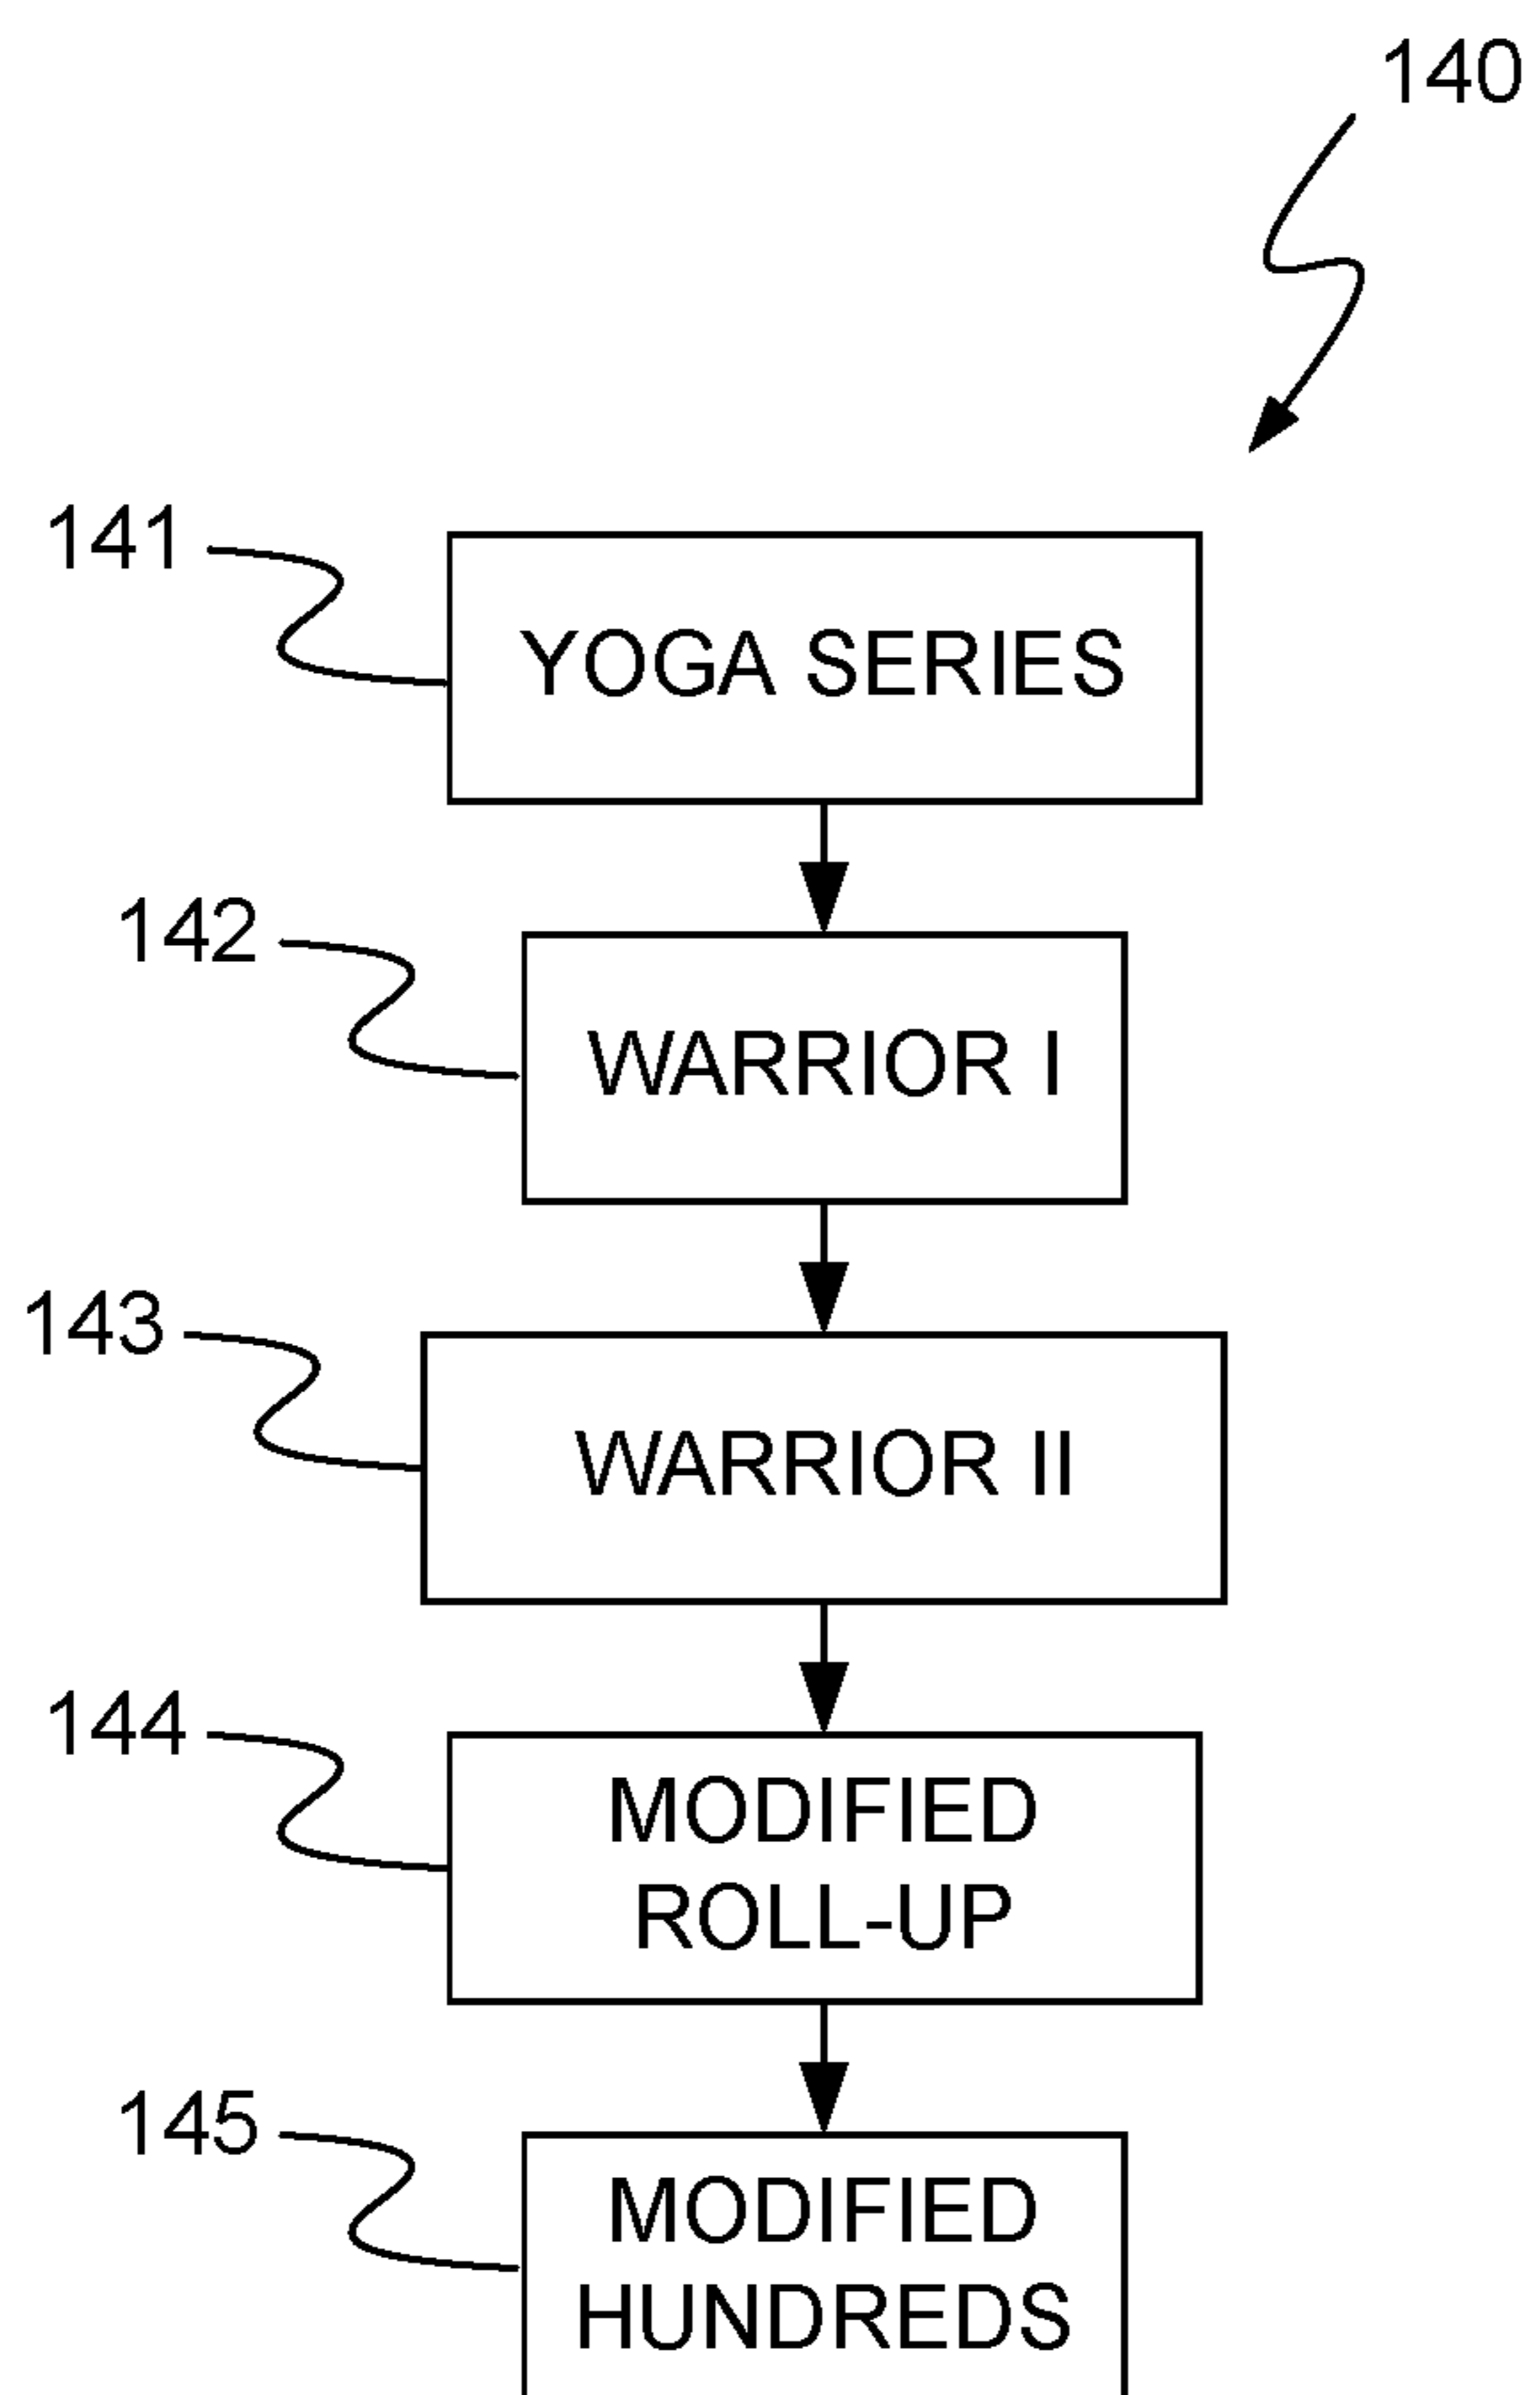 140
141
YOGA SERIES
142
WARRIOR I
143
WARRIOR II
144
MODIFIED
ROLL-UP
145
MODIFIED
HUNDREDS